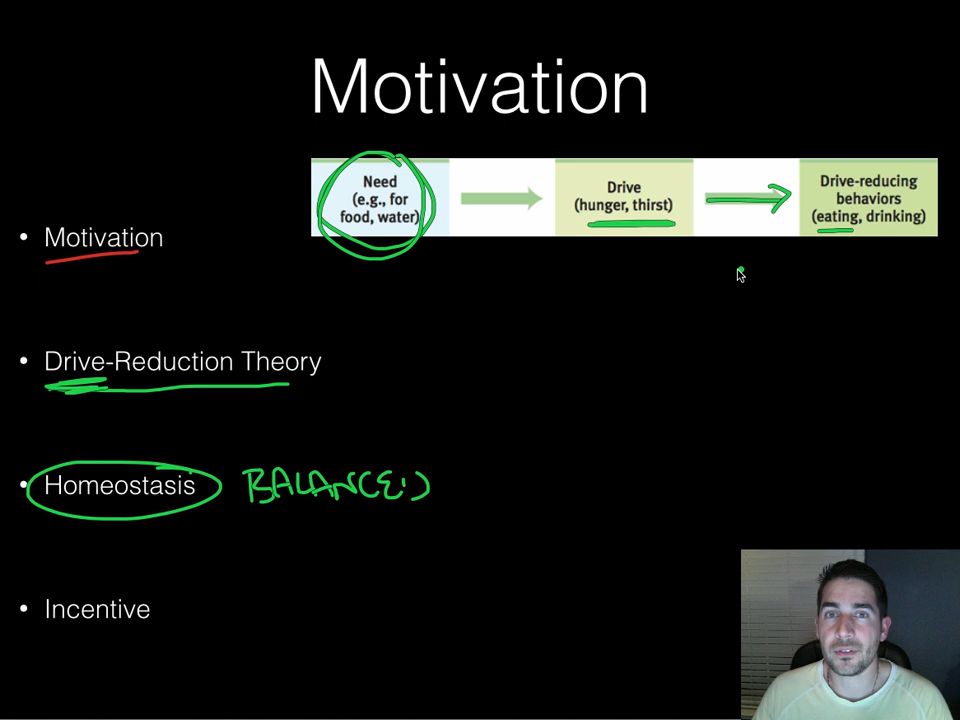 Motivation
Need
(e.g., for
food, water)
Drive
(hunger, thirst)
Drive-reducing
behaviors
(eating, drinking)
• Motivation
• Drive-Reduction Theory
• Homeostasis BALANCE :)
• Incentive